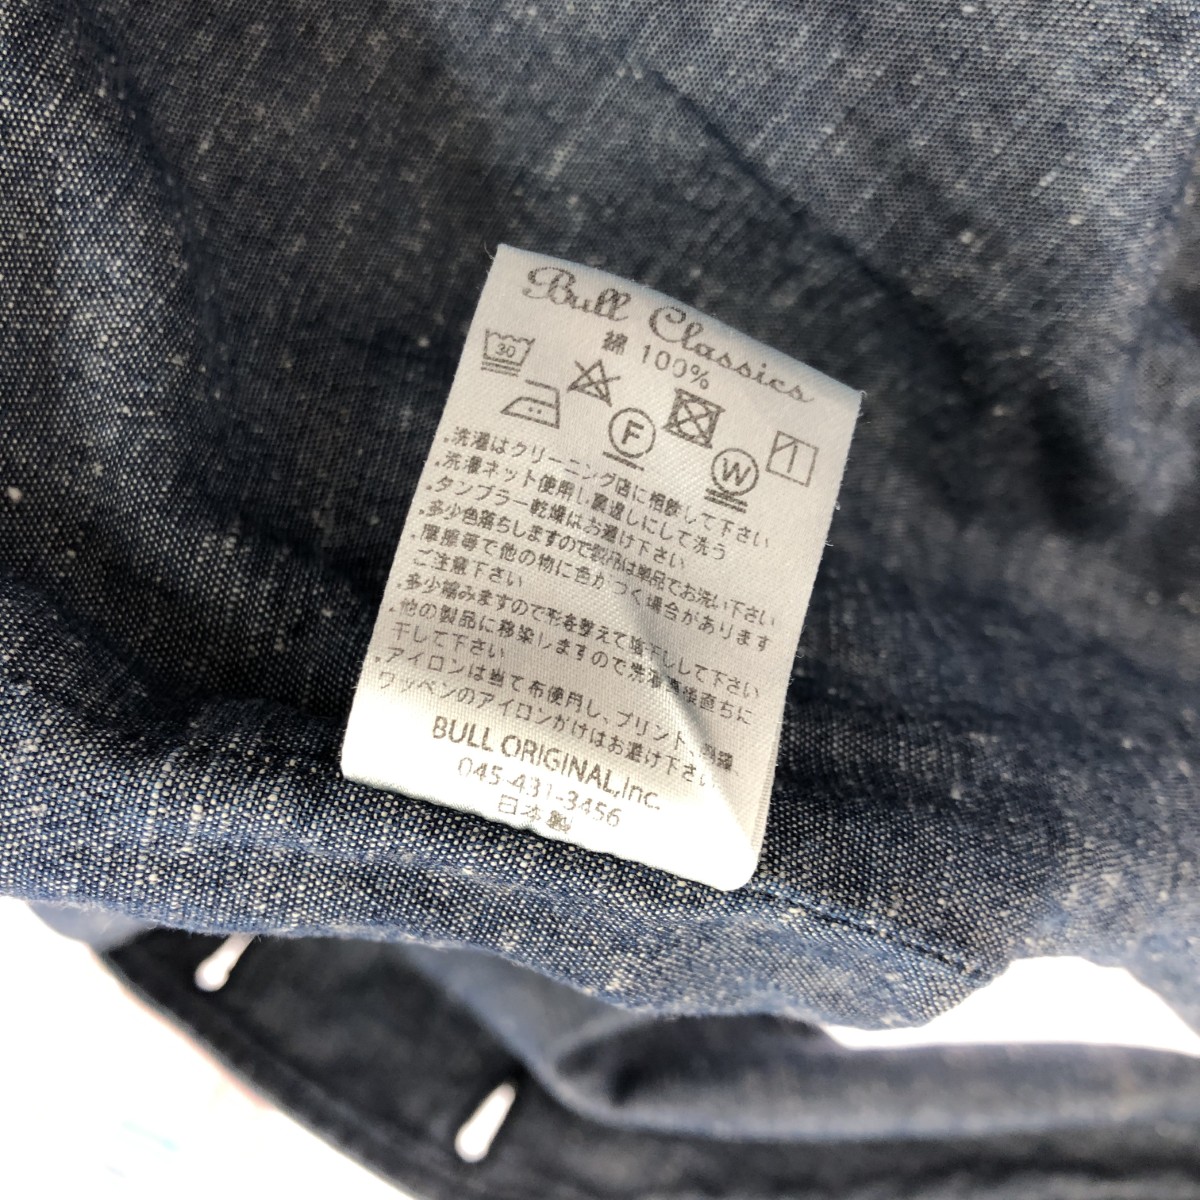 Bull Classics
綿 100%
30
F
W
.洗濯はクリーニング店に相談して下さい
.洗濯ネット使用し裏返しにして洗う
.タンブラー乾燥はお避け下さい
.多少色落ちしますので製品は単品でお洗い下さい
.摩擦等で他の物に色がつく場合があります
ご注意下さい
.多少縮みますので形を整えて陰干しして下さい
.他の製品に移染しますので洗濯直後直ちに
干して下さい
.アイロンは当て布使用し、プリント、刺繍、
ワッペンのアイロンがけはお避け下さい
BULL ORIGINAL,Inc.
045-431-3456
日本製